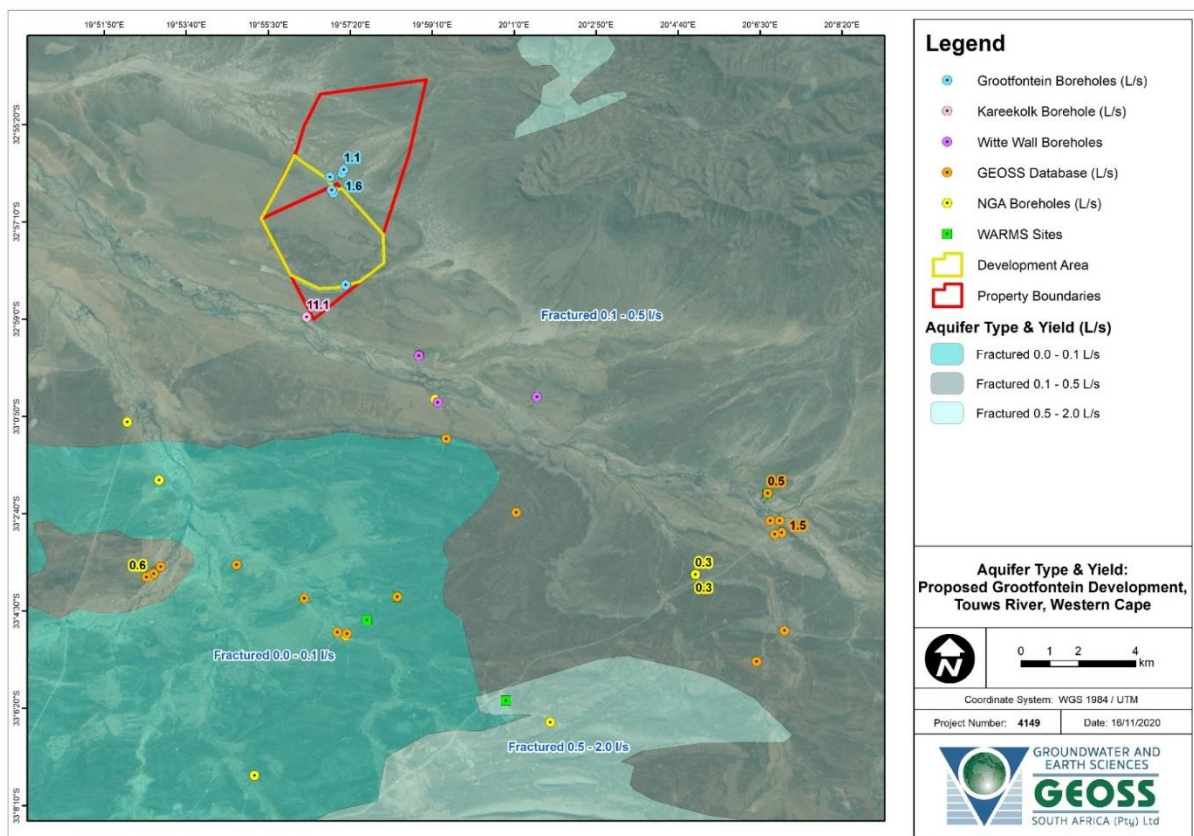 19°51'50"E
19°53'40"E
19°55'30"E
19°57'20"E
19°59'10"E
20°1'0"E
20°2'50"E
20°4'40"E
20°6'30"E
20°8'20"E
32°55'20"S
32°57'10"S
32°59'0"S
33°0'50"S
33°2'40"S
33°4'30"S
33°6'20"S
33°8'10"S
1.1
1.6
11.1
Fractured 0.1 - 0.5 l/s
0.5
1.5
0.6
0.3
0.3
Fractured 0.0 - 0.1 l/s
Fractured 0.5 - 2.0 l/s
Legend
Grootfontein Boreholes (L/s)
Kareekolk Borehole (L/s)
Witte Wall Boreholes
GEOSS Database (L/s)
NGA Boreholes (L/s)
WARMS Sites
Development Area
Property Boundaries
Aquifer Type & Yield (L/s)
Fractured 0.0 - 0.1 L/s
Fractured 0.1 - 0.5 L/s
Fractured 0.5 - 2.0 L/s
Aquifer Type & Yield:
Proposed Grootfontein Development,
Touws River, Western Cape
N
0 1 2 4
km
Coordinate System: WGS 1984 / UTM
Project Number: 4149 Date: 16/11/2020
GROUNDWATER AND
EARTH SCIENCES
GEOSS
SOUTH AFRICA (Pty) Ltd